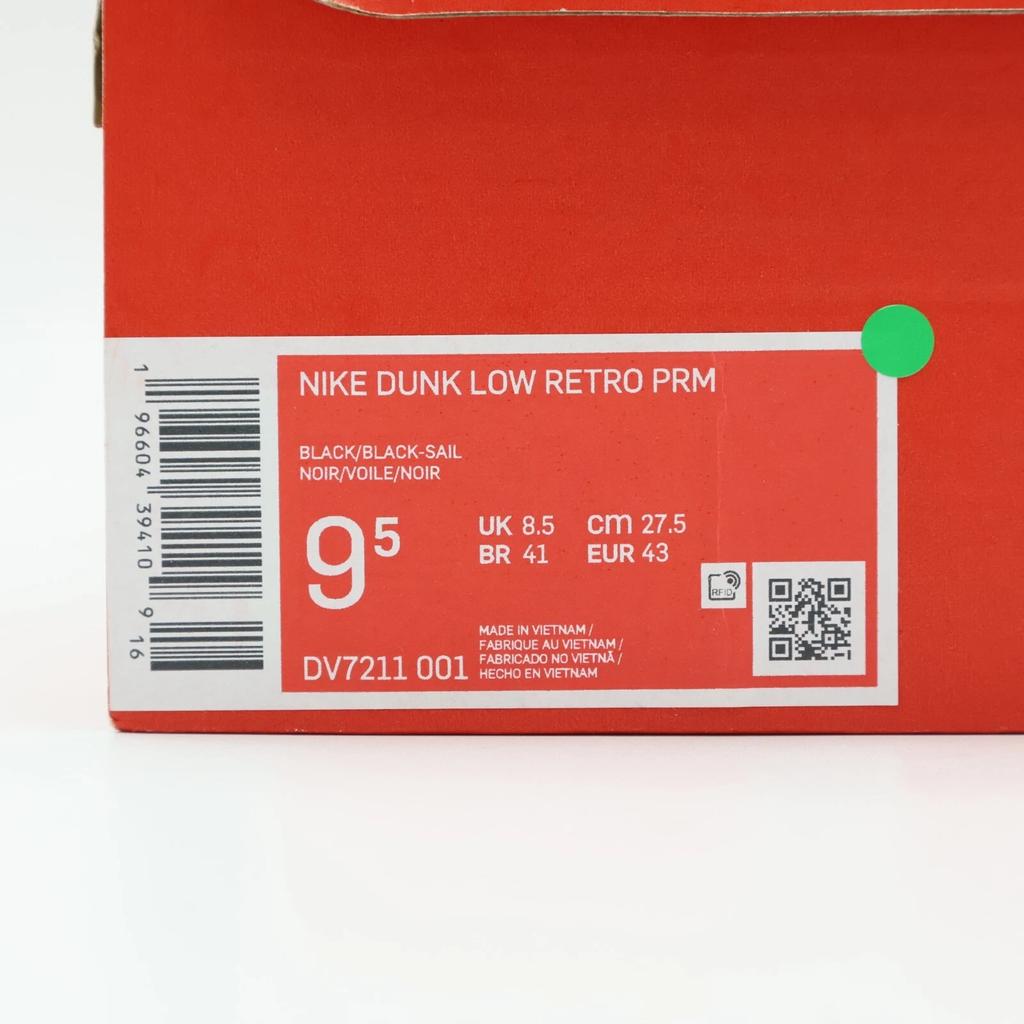 NIKE DUNK LOW RETRO PRM
BLACK/BLACK-SAIL
NOIR/VOILE/NOIR
9⁵
UK 8.5 cm 27.5
BR 41 EUR 43
RFID
MADE IN VIETNAM /
FABRIQUE AU VIETNAM /
FABRICADO NO VIETNÃ /
HECHO EN VIETNAM
DV7211 001
1 96604 39410 9 16